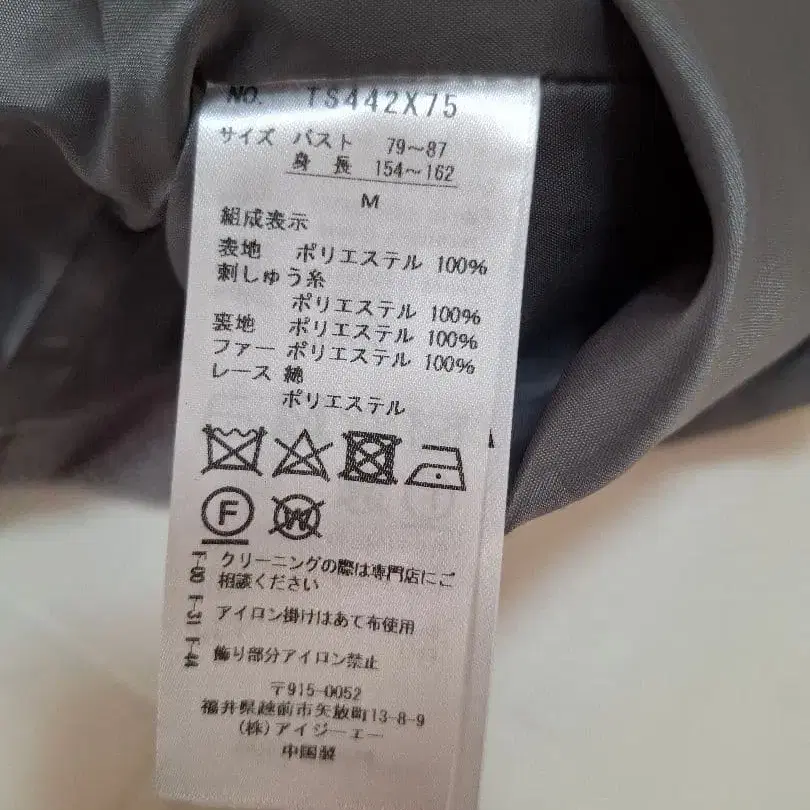 NO. TS442X75
サイズ バスト 79～87
身長 154～162
M
組成表示
表地 ポリエステル 100%
刺しゅう糸
ポリエステル 100%
裏地 ポリエステル 100%
ファー ポリエステル 100%
レース 綿
ポリエステル
F W
クリーニングの際は専門店にご
相談ください
F-31 アイロン掛けはあて布使用
F-44 飾り部分アイロン禁止
〒915-0052
福井県越前市矢放町13-8-9
(株)アイジーエー
中国製